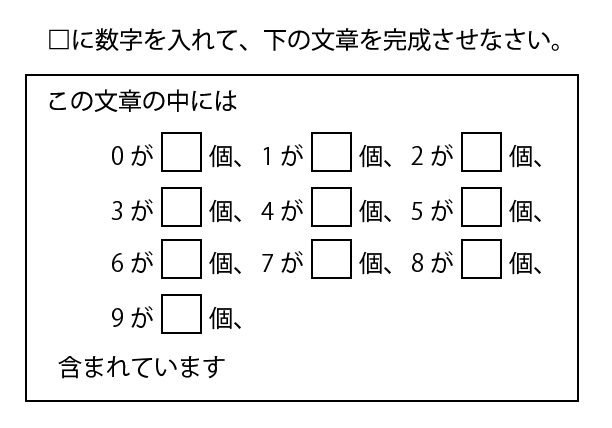 □に数字を入れて、下の文章を完成させなさい。
この文章の中には
0が□個、1が□個、2が□個、
3が□個、4が□個、5が□個、
6が□個、7が□個、8が□個、
9が□個、
含まれています